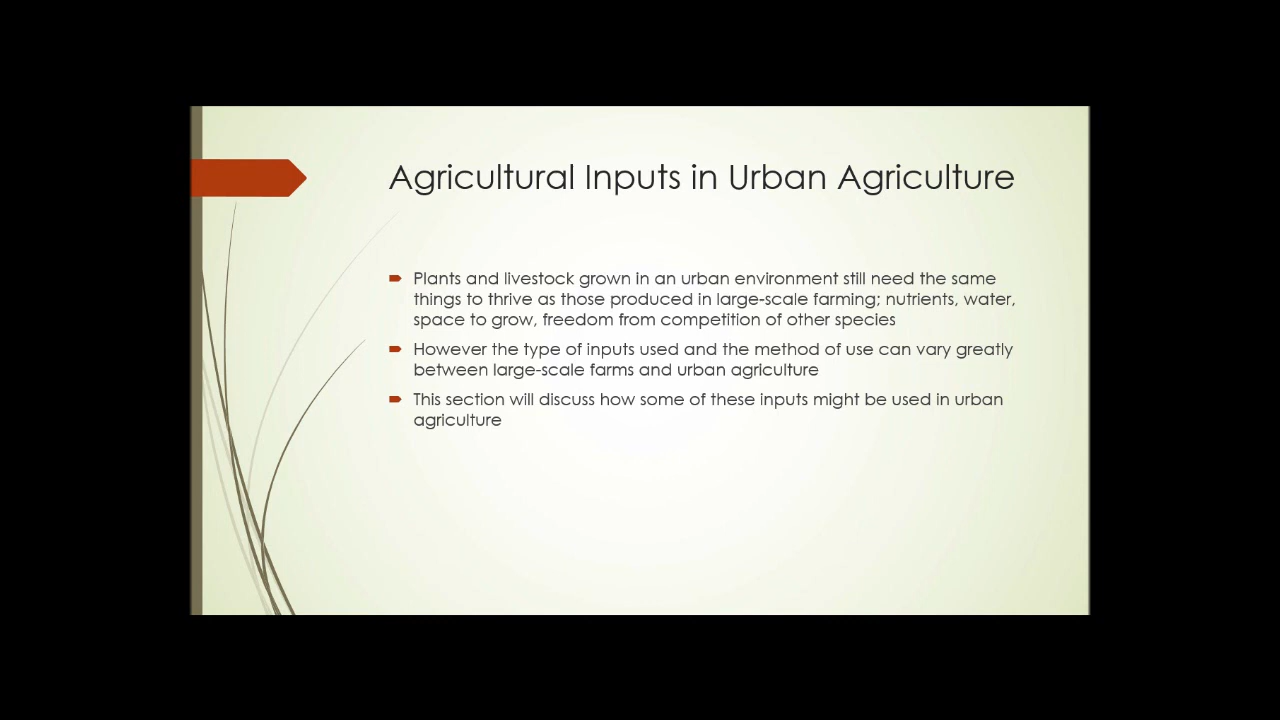 Agricultural Inputs in Urban Agriculture
Plants and livestock grown in an urban environment still need the same
things to thrive as those produced in large-scale farming; nutrients, water,
space to grow, freedom from competition of other species
However the type of inputs used and the method of use can vary greatly
between large-scale farms and urban agriculture
This section will discuss how some of these inputs might be used in urban
agriculture